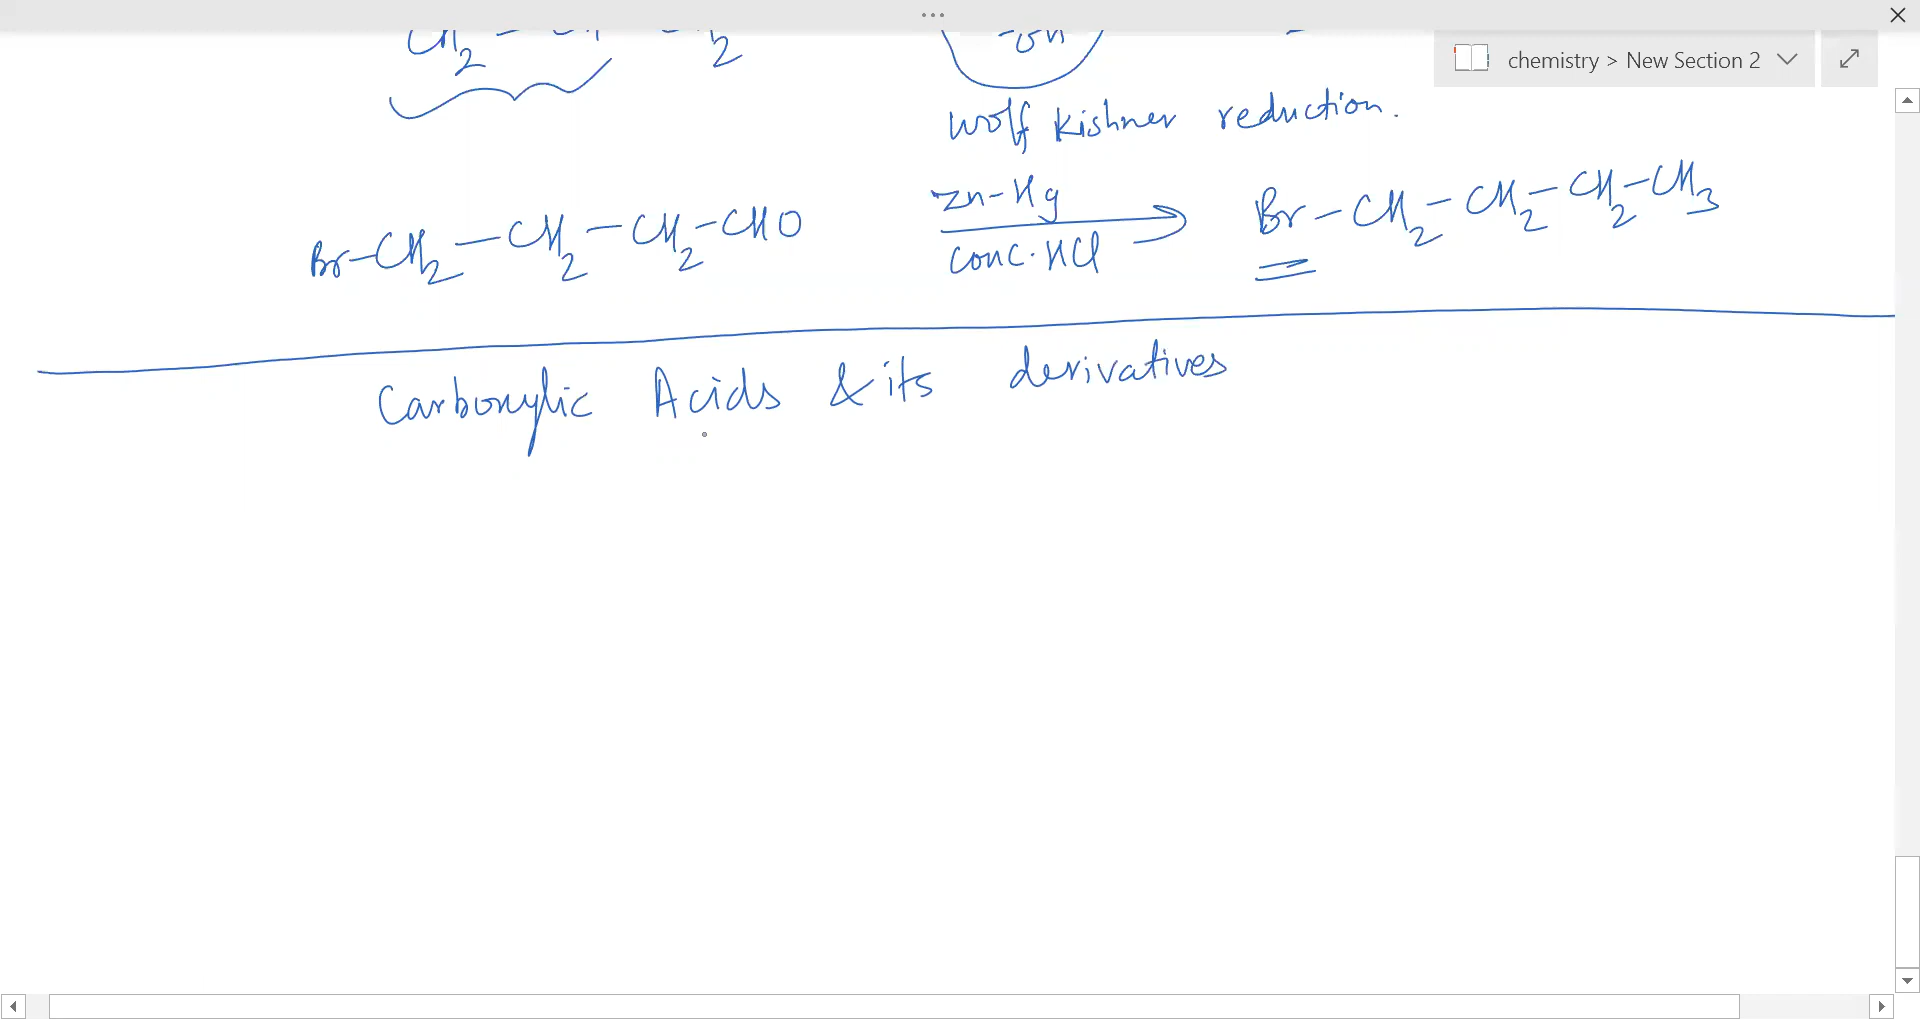 chemistry > New Section 2
wolf kishner reduction.
Br-CH2-CH2-CH2-CHO Zn-Hg Br-CH2-CH2-CH2-CH3
conc. HCl
Carboxylic Acids & its derivatives